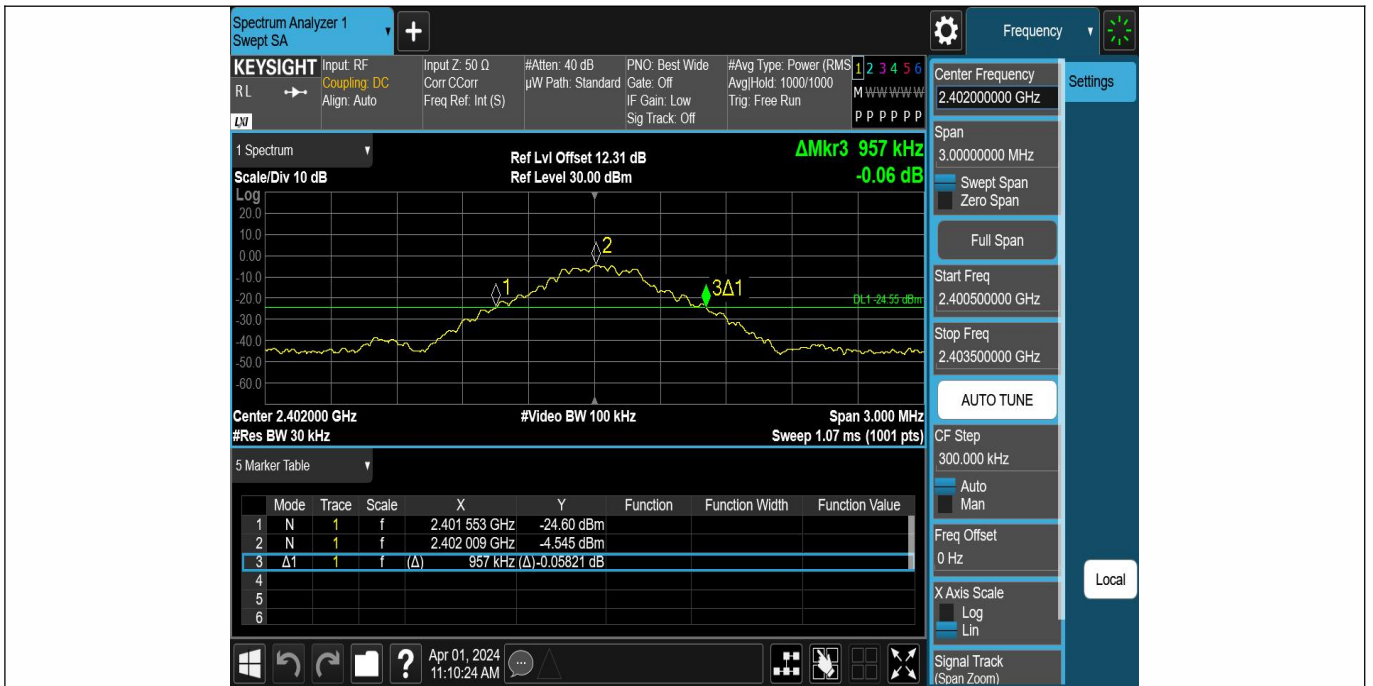 Spectrum Analyzer 1
Swept SA
+
Frequency
KEYSIGHT
RL
LXI
Input: RF
Coupling: DC
Align: Auto
Input Z: 50 Ω
Corr CCorr
Freq Ref: Int (S)
#Atten: 40 dB
µW Path: Standard
PNO: Best Wide
Gate: Off
IF Gain: Low
Sig Track: Off
#Avg Type: Power (RMS
Avg|Hold: 1000/1000
Trig: Free Run
1 2 3 4 5 6
M W W W W W
P P P P P P
1 Spectrum
Scale/Div 10 dB
Ref Lvl Offset 12.31 dB
Ref Level 30.00 dBm
ΔMkr3 957 kHz
-0.06 dB
Log
20.0
10.0
0.00
-10.0
-20.0
-30.0
-40.0
-50.0
-60.0
1
2
3Δ1
DL1 -24.55 dBm
Center 2.402000 GHz
#Video BW 100 kHz
Span 3.000 MHz
#Res BW 30 kHz
Sweep 1.07 ms (1001 pts)
5 Marker Table
Mode Trace Scale X Y Function Function Width Function Value
1 N 1 f 2.401 553 GHz -24.60 dBm
2 N 1 f 2.402 009 GHz -4.545 dBm
3 Δ1 1 f (Δ) 957 kHz (Δ)-0.05821 dB
4
5
6
?
Apr 01, 2024
11:10:24 AM
Center Frequency
2.402000000 GHz
Settings
Span
3.00000000 MHz
Swept Span
Zero Span
Full Span
Start Freq
2.400500000 GHz
Stop Freq
2.403500000 GHz
AUTO TUNE
CF Step
300.000 kHz
Auto
Man
Freq Offset
0 Hz
Local
X Axis Scale
Log
Lin
Signal Track
(Span Zoom)